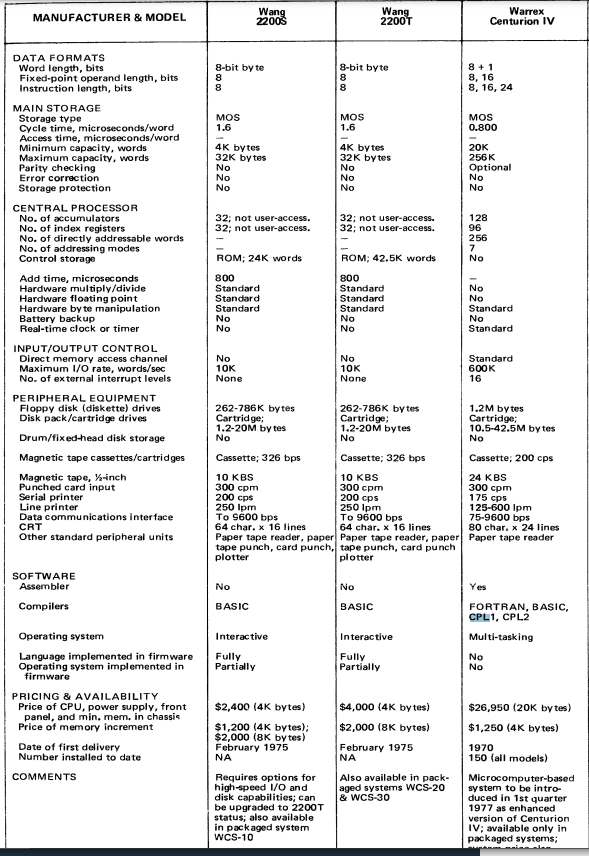 MANUFACTURER & MODEL Wang 2200S Wang 2200T Warrex Centurion IV
DATA FORMATS
Word length, bits 8-bit byte 8-bit byte 8 + 1
Fixed-point operand length, bits 8 8 8, 16
Instruction length, bits 8 8 8, 16, 24
MAIN STORAGE
Storage type MOS MOS MOS
Cycle time, microseconds/word 1.6 1.6 0.800
Access time, microseconds/word — — —
Minimum capacity, words 4K bytes 4K bytes 20K
Maximum capacity, words 32K bytes 32K bytes 256K
Parity checking No No Optional
Error correction No No No
Storage protection No No No
CENTRAL PROCESSOR
No. of accumulators 32; not user-access. 32; not user-access. 128
No. of index registers 32; not user-access. 32; not user-access. 96
No. of directly addressable words — — 256
No. of addressing modes — — 7
Control storage ROM; 24K words ROM; 42.5K words No
Add time, microseconds 800 800 —
Hardware multiply/divide Standard Standard No
Hardware floating point Standard Standard No
Hardware byte manipulation Standard Standard Standard
Battery backup No No No
Real-time clock or timer No No Standard
INPUT/OUTPUT CONTROL
Direct memory access channel No No Standard
Maximum I/O rate, words/sec 10K 10K 600K
No. of external interrupt levels None None 16
PERIPHERAL EQUIPMENT
Floppy disk (diskette) drives 262-786K bytes 262-786K bytes 1.2M bytes
Disk pack/cartridge drives Cartridge; Cartridge; Cartridge;
1.2-20M bytes 1.2-20M bytes 10.5-42.5M bytes
Drum/fixed-head disk storage No No No
Magnetic tape cassettes/cartridges Cassette; 326 bps Cassette; 326 bps Cassette; 200 cps
Magnetic tape, ½-inch 10 KBS 10 KBS 24 KBS
Punched card input 300 cpm 300 cpm 300 cpm
Serial printer 200 cps 200 cps 175 cps
Line printer 250 lpm 250 lpm 125-600 lpm
Data communications interface To 9600 bps To 9600 bps 75-9600 bps
CRT 64 char. x 16 lines 64 char. x 16 lines 80 char. x 24 lines
Other standard peripheral units Paper tape reader, paper Paper tape reader, paper Paper tape reader
tape punch, card punch, tape punch, card punch
plotter plotter
SOFTWARE
Assembler No No Yes
Compilers BASIC BASIC FORTRAN, BASIC,
CPL1, CPL2
Operating system Interactive Interactive Multi-tasking
Language implemented in firmware Fully Fully No
Operating system implemented in Partially Partially No
firmware
PRICING & AVAILABILITY
Price of CPU, power supply, front $2,400 (4K bytes) $4,000 (4K bytes) $26,950 (20K bytes)
panel, and min. mem. in chassis
Price of memory increment $1,200 (4K bytes); $2,000 (8K bytes) $1,250 (4K bytes)
$2,000 (8K bytes)
Date of first delivery February 1975 February 1975 1970
Number installed to date NA NA 150 (all models)
COMMENTS Requires options for Also available in pack- Microcomputer-based
high-speed I/O and aged systems WCS-20 system to be intro-
disk capabilities; can & WCS-30 duced in 1st quarter
be upgraded to 2200T 1977 as enhanced
status; also available version of Centurion
in packaged system IV; available only in
WCS-10 packaged systems;